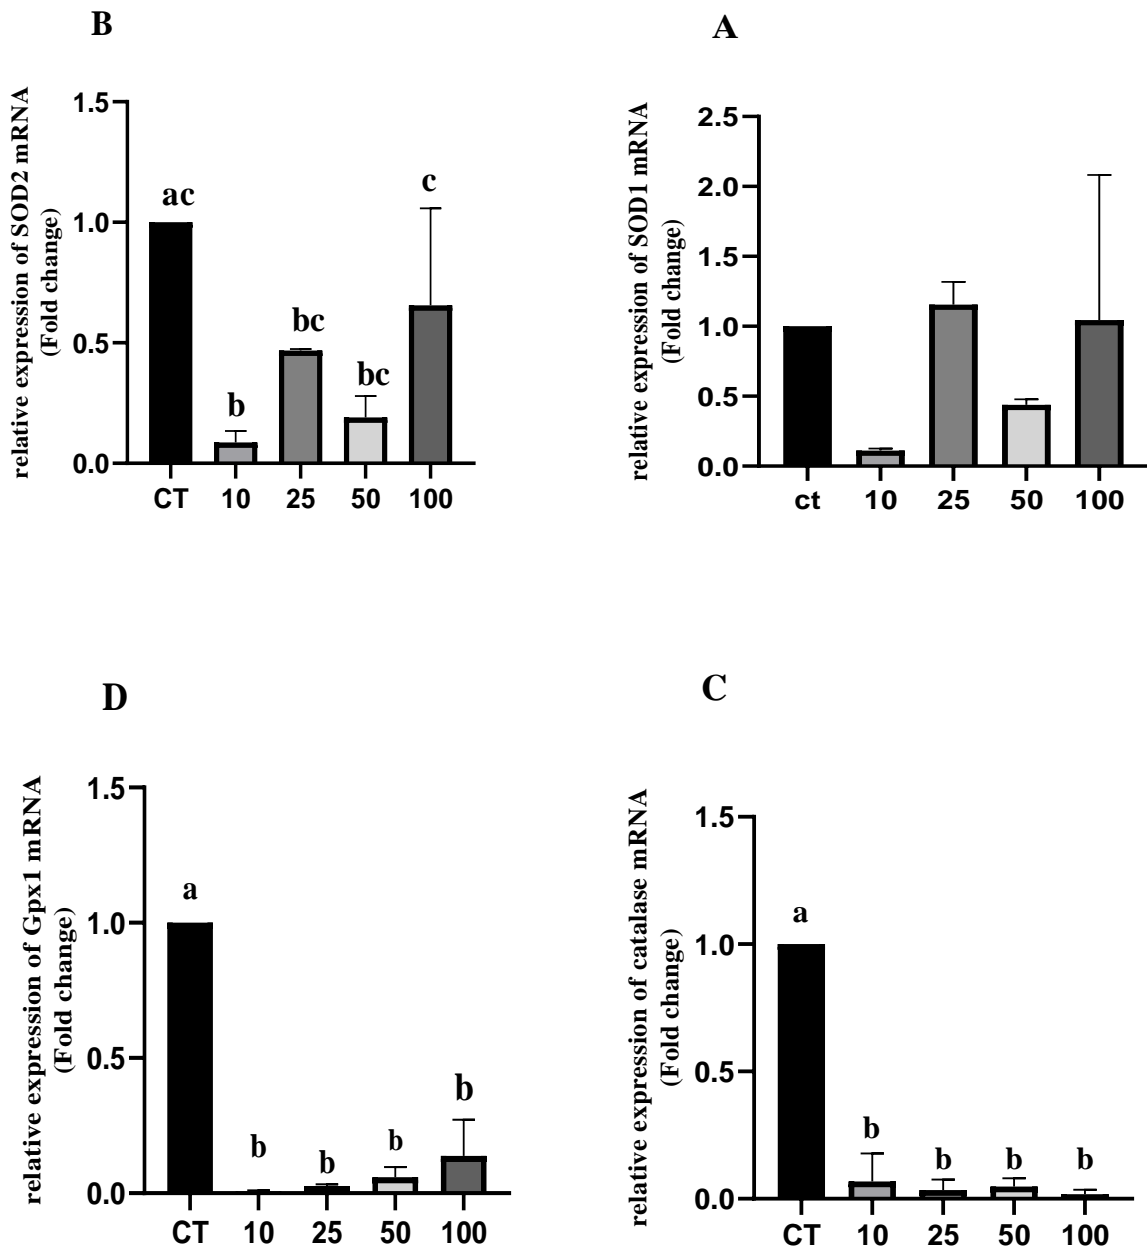 B
relative expression of SOD2 mRNA
(Fold change)
1.5
1.0
0.5
0.0
ac
b
bc
bc
c
CT 10 25 50 100
A
relative expression of SOD1 mRNA
(Fold change)
2.5
2.0
1.5
1.0
0.5
0.0
ct 10 25 50 100
D
relative expression of Gpx1 mRNA
(Fold change)
1.5
1.0
0.5
0.0
a
b
b
b
b
CT 10 25 50 100
C
relative expression of catalase mRNA
(Fold change)
1.5
1.0
0.5
0.0
a
b
b
b
b
CT 10 25 50 100